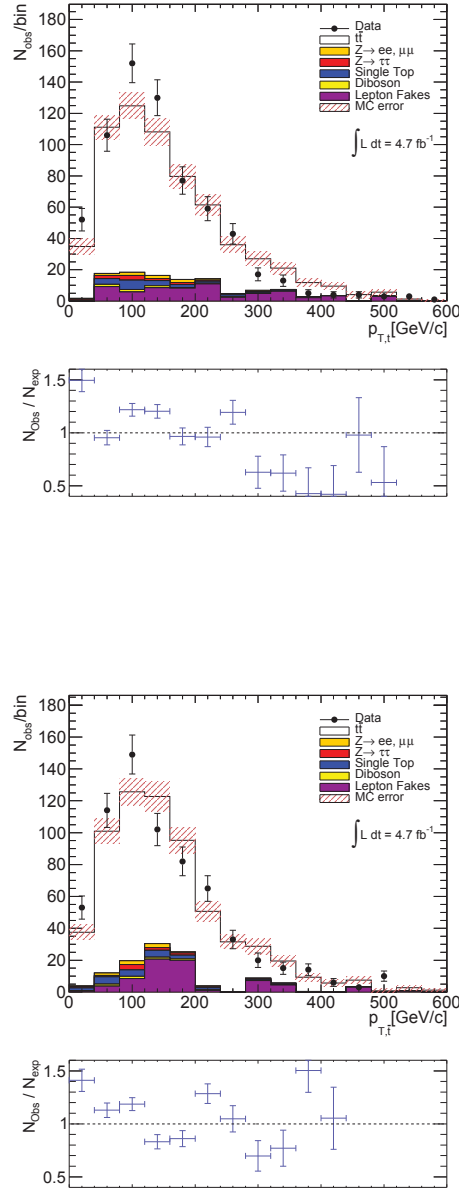 N_obs/bin
180
160
140
120
100
80
60
40
20
0
Data
tt̄
Z→ ee, μμ
Z→ ττ
Single Top
Diboson
Lepton Fakes
MC error
∫ L dt = 4.7 fb⁻¹
0 100 200 300 400 500 600
p_T,t[GeV/c]
N_Obs / N_exp
1.5
1
0.5
N_obs/bin
180
160
140
120
100
80
60
40
20
0
Data
tt̄
Z→ ee, μμ
Z→ ττ
Single Top
Diboson
Lepton Fakes
MC error
∫ L dt = 4.7 fb⁻¹
0 100 200 300 400 500 600
p_T,t̄[GeV/c]
N_Obs / N_exp
1.5
1
0.5